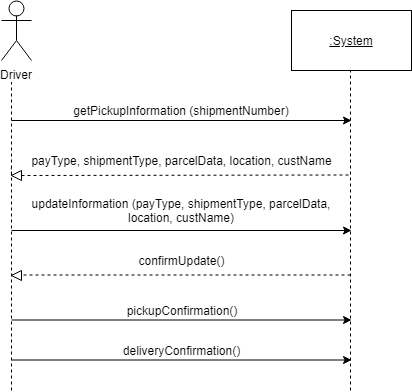 :System
Driver
getPickupInformation (shipmentNumber)
payType, shipmentType, parcelData, location, custName
updateInformation (payType, shipmentType, parcelData,
location, custName)
confirmUpdate()
pickupConfirmation()
deliveryConfirmation()